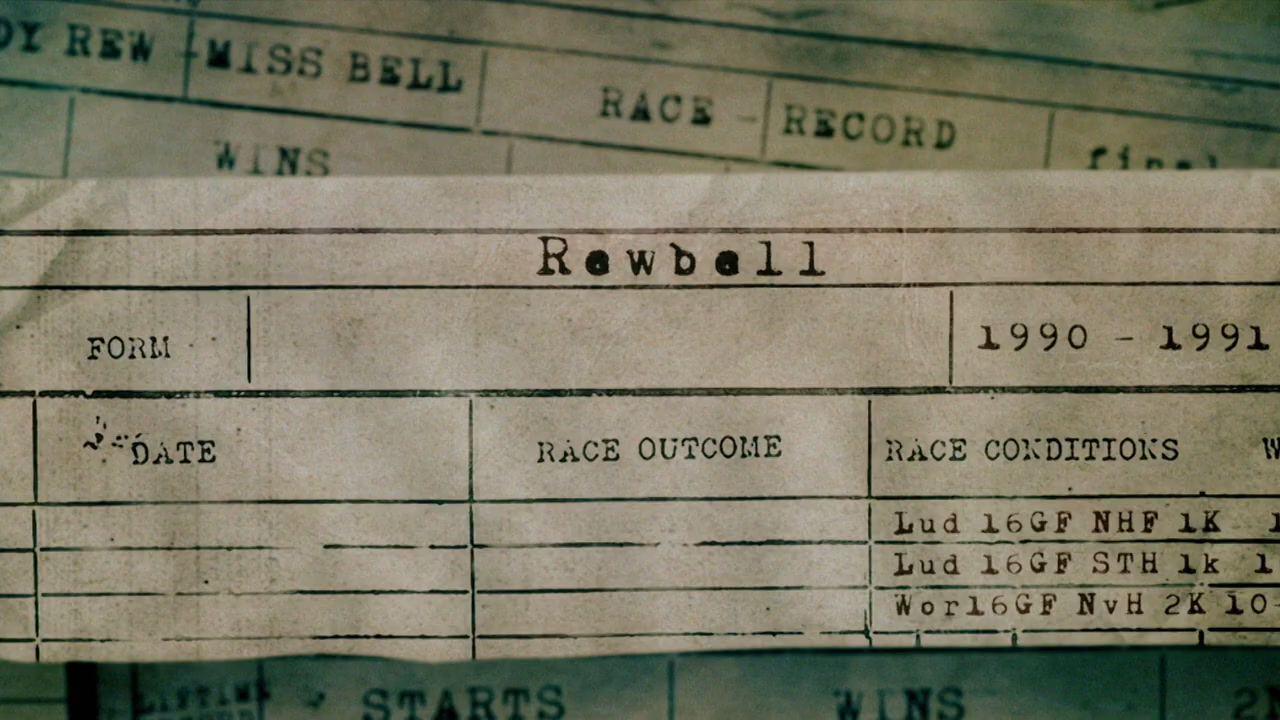 REW MISS BELL
RACE - RECORD
WINS
Rewbell
FORM
1990 - 1991
DATE RACE OUTCOME RACE CONDITIONS
Lud 16GF NHF 1K
Lud 16GF STH 1k
Wor16GF NvH 2K 10-
STARTS WINS